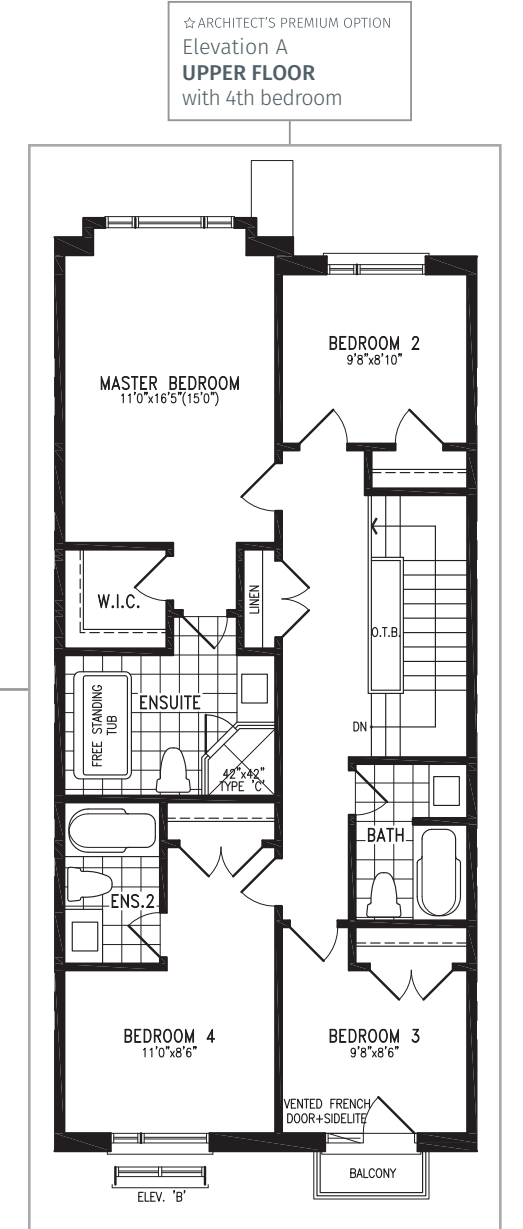 ☆ARCHITECT'S PREMIUM OPTION
Elevation A
UPPER FLOOR
with 4th bedroom
BEDROOM 2
9'8"x8'10"
MASTER BEDROOM
11'0"x16'5"(15'0")
W.I.C.
LINEN
O.T.B.
ENSUITE
FREE STANDING
TUB
DN
42"x42"
TYPE 'C'
BATH
ENS.2
BEDROOM 4
11'0"x8'6"
BEDROOM 3
9'8"x8'6"
VENTED FRENCH
DOOR+SIDELITE
BALCONY
ELEV. 'B'